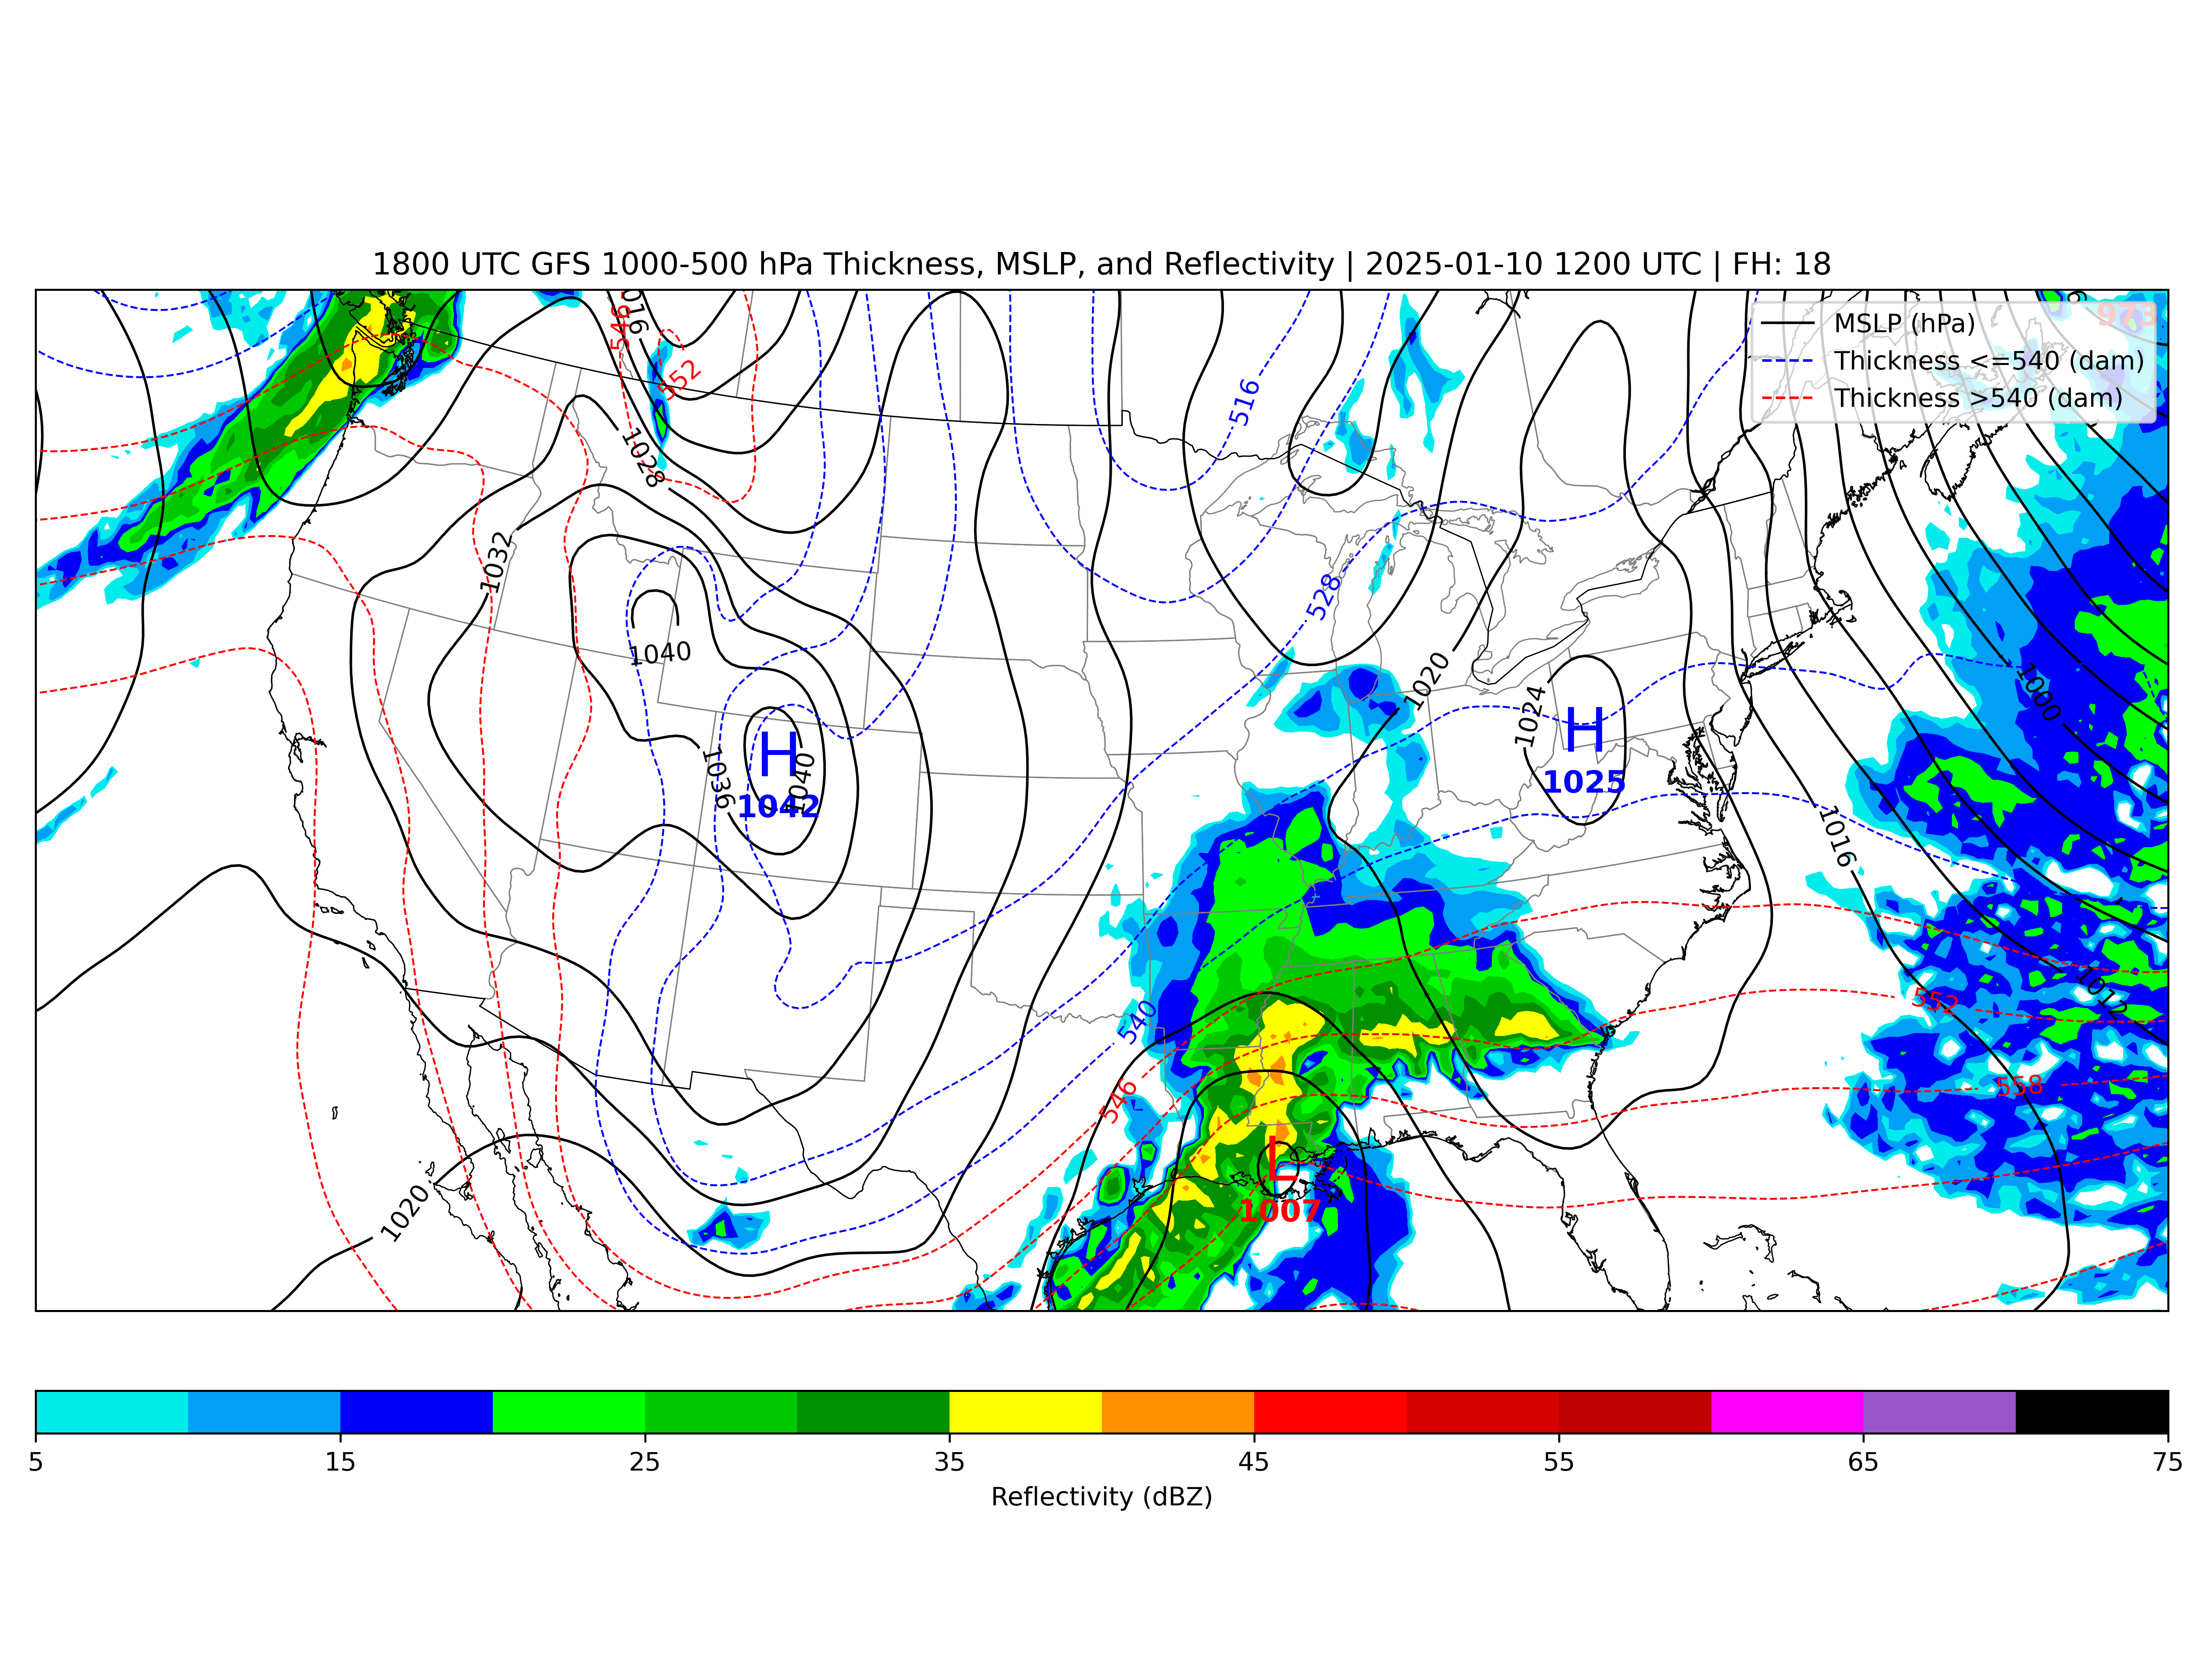 1800 UTC GFS 1000-500 hPa Thickness, MSLP, and Reflectivity | 2025-01-10 1200 UTC | FH: 18
MSLP (hPa)
Thickness <=540 (dam)
Thickness >540 (dam)
973
546
552
516
1028
1032
528
1040
1020
1024
H
1025
1000
H
1042
1036
1040
1016
540
552
1012
546
558
L
1007
1020
5 15 25 35 45 55 65 75
Reflectivity (dBZ)